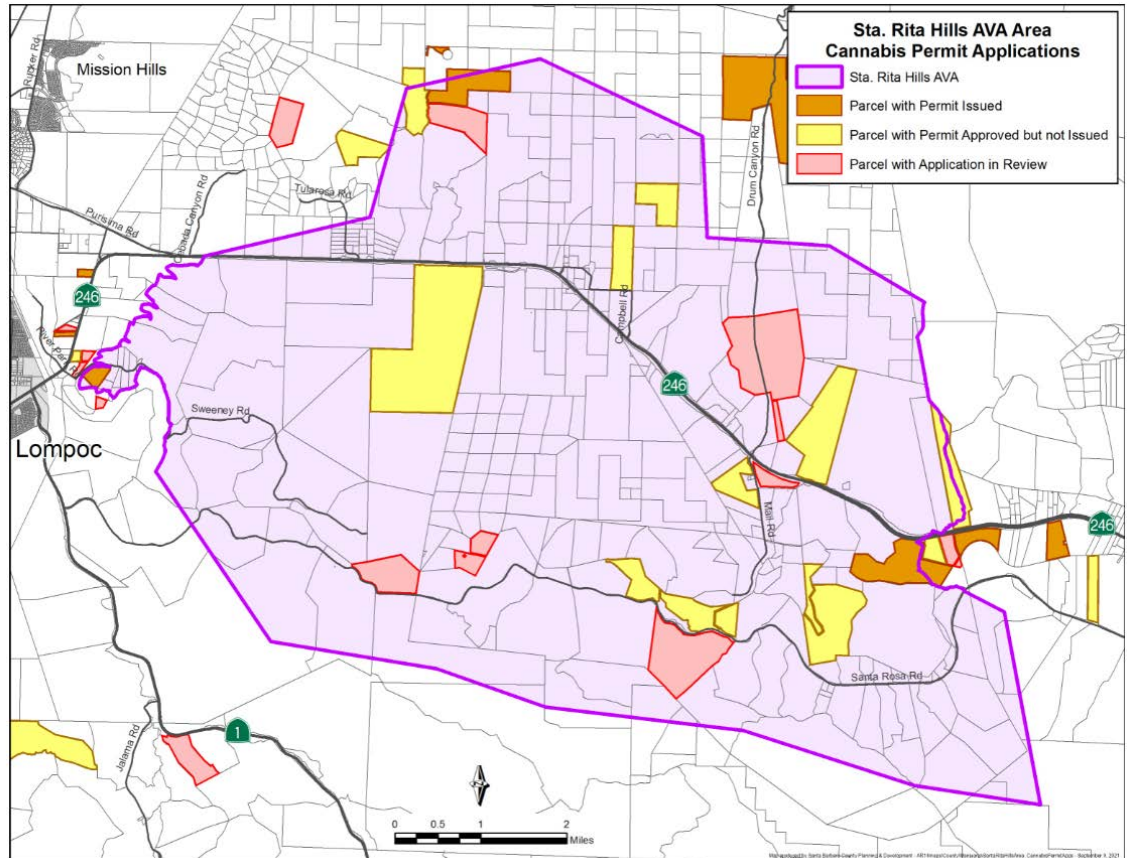 Sta. Rita Hills AVA Area
Cannabis Permit Applications
Sta. Rita Hills AVA
Parcel with Permit Issued
Parcel with Permit Approved but not Issued
Parcel with Application in Review
Rucker Rd
Mission Hills
Drum Canyon Rd
Tularosa Rd
Cebada Canyon Rd
Purisima Rd
246
River Park
Campbell Rd
246
Sweeney Rd
Lompoc
Mail Rd
246
Santa Rosa Rd
Jalama Rd
1
N
0 0.5 1 2
Miles